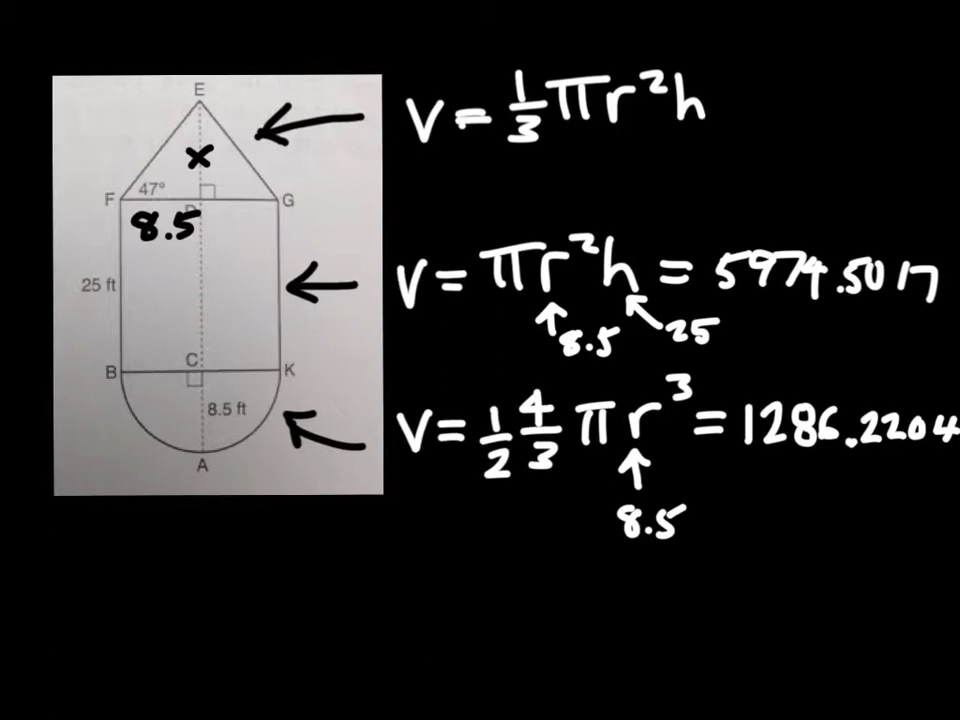 E
x
47°
F
D
G
8.5
25 ft
B
C
K
8.5 ft
A
V = 1/3 πr²h
V = πr²h = 5974.5017
8.5
25
V = 1/2 4/3 πr³ = 1286.2204
8.5